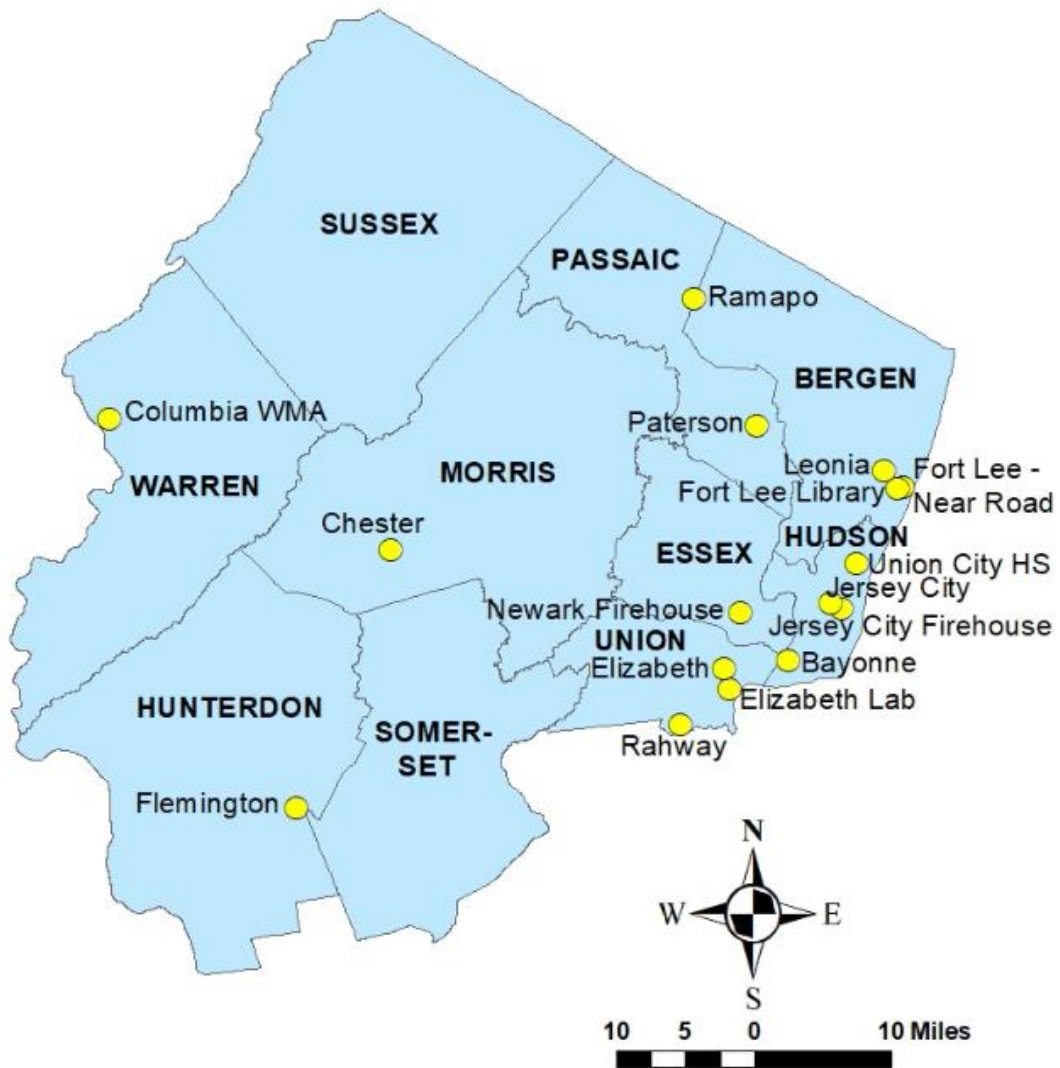 SUSSEX
PASSAIC
Ramapo
BERGEN
Columbia WMA
Paterson
WARREN
MORRIS
Leonia
Fort Lee -
Near Road
Fort Lee Library
Chester
HUDSON
ESSEX
Union City HS
Jersey City
Newark Firehouse
Jersey City Firehouse
UNION
Elizabeth
Bayonne
Elizabeth Lab
HUNTERDON
SOMER-
SET
Rahway
Flemington
N
W
E
S
10 5 0 10 Miles